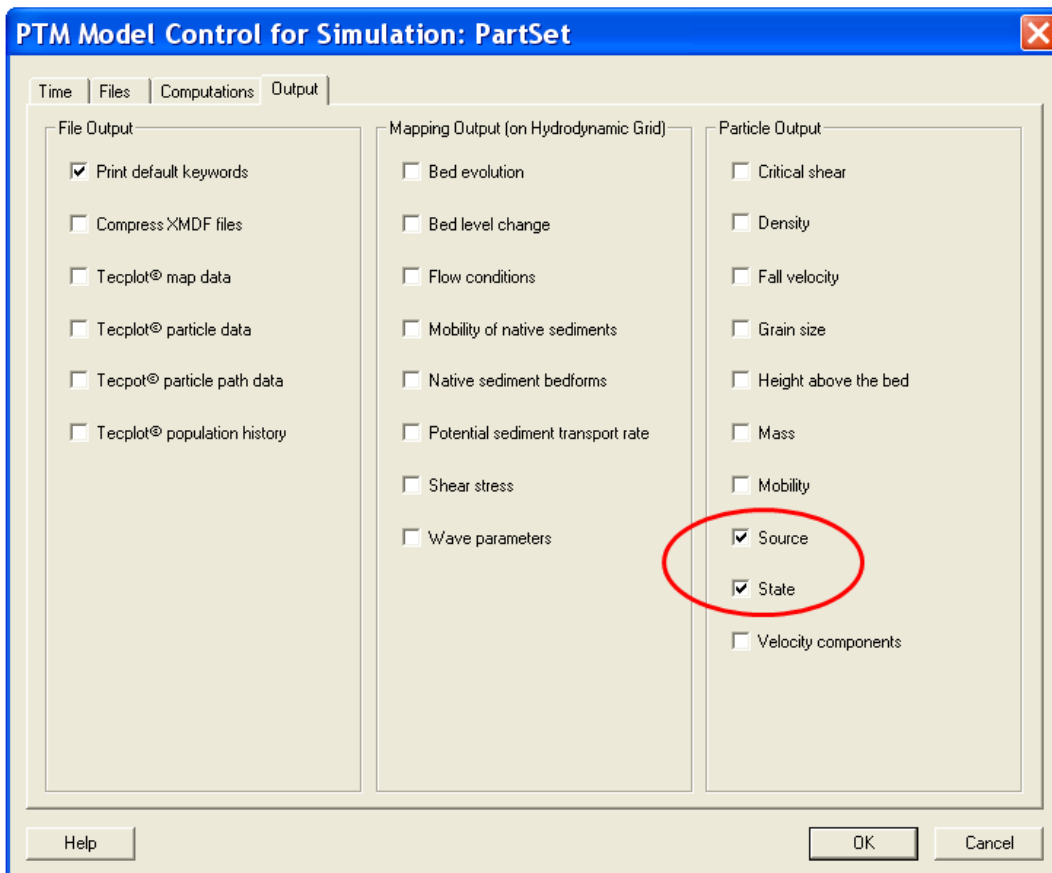 PTM Model Control for Simulation: PartSet
Time Files Computations Output
File Output
Print default keywords
Compress XMDF files
Tecplot® map data
Tecplot® particle data
Tecpot® particle path data
Tecplot® population history
Mapping Output (on Hydrodynamic Grid)
Bed evolution
Bed level change
Flow conditions
Mobility of native sediments
Native sediment bedforms
Potential sediment transport rate
Shear stress
Wave parameters
Particle Output
Critical shear
Density
Fall velocity
Grain size
Height above the bed
Mass
Mobility
Source
State
Velocity components
Help OK Cancel